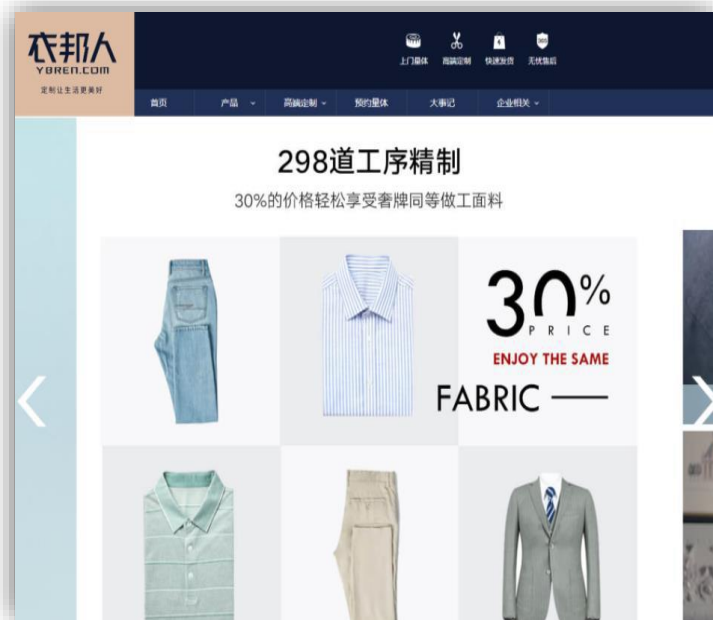 衣邦人
YBREN.COM
定制让生活更美好
上门量体 高端定制 快速发货 无忧售后
首页 产品 高端定制 预约量体 大事记 企业相关
298道工序精制
30%的价格轻松享受奢牌同等做工面料
30%
PRICE
ENJOY THE SAME
FABRIC